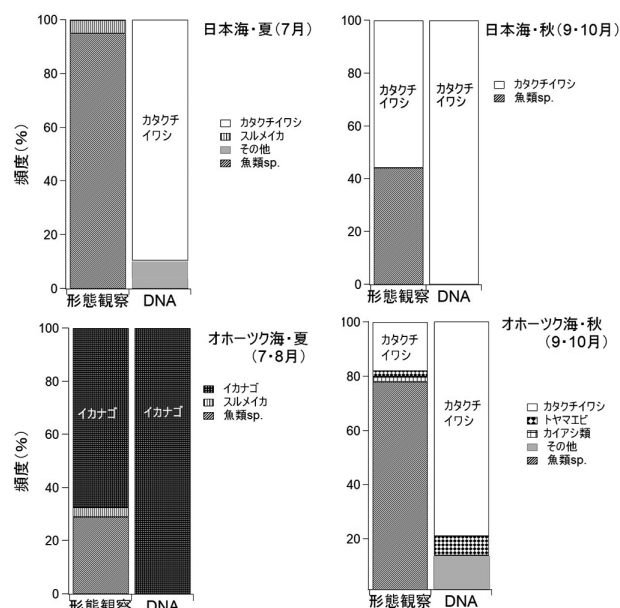 日本海・夏(7月)
頻度(%)
100
80
60
40
20
0
カタクチ
イワシ
形態観察 DNA
カタクチイワシ
スルメイカ
その他
魚類sp.
日本海・秋(9・10月)
100
80
60
40
20
0
カタクチ
イワシ
カタクチ
イワシ
形態観察 DNA
カタクチイワシ
魚類sp.
オホーツク海・夏
(7・8月)
頻度(%)
100
80
60
40
20
0
イカナゴ イカナゴ
形態観察 DNA
イカナゴ
スルメイカ
魚類sp.
オホーツク海・秋
(9・10月)
100
80
60
40
20
カタクチ
イワシ
カタクチ
イワシ
形態観察 DNA
カタクチイワシ
トヤマエビ
カイアシ類
その他
魚類sp.